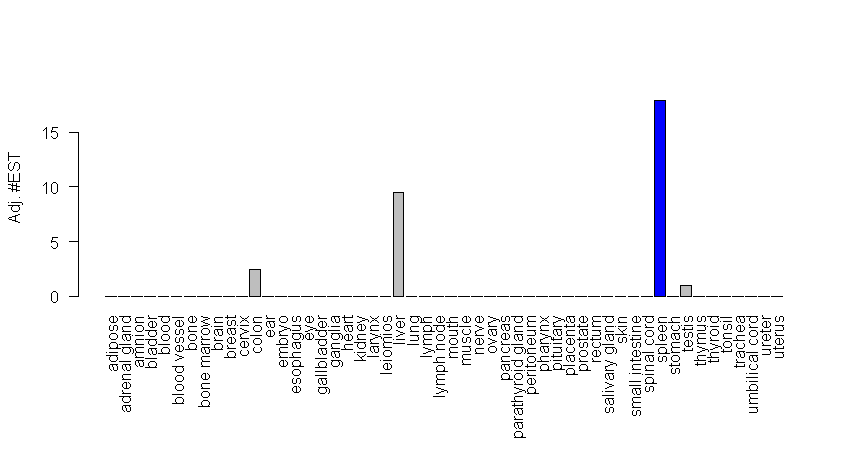 Adj. #EST
15
10
5
0
adipose
adrenal gland
amnion
bladder
blood
blood vessel
bone
bone marrow
brain
breast
cervix
colon
ear
embryo
esophagus
eye
gallbladder
ganglia
heart
kidney
larynx
leiomios
liver
lung
lymph
lymph node
mouth
muscle
nerve
ovary
pancreas
parathyroid gland
peritoneum
pharynx
pituitary
placenta
prostate
rectum
salivary gland
skin
small intestine
spinal cord
spleen
stomach
testis
thymus
thyroid
tonsil
trachea
umbilical cord
ureter
uterus